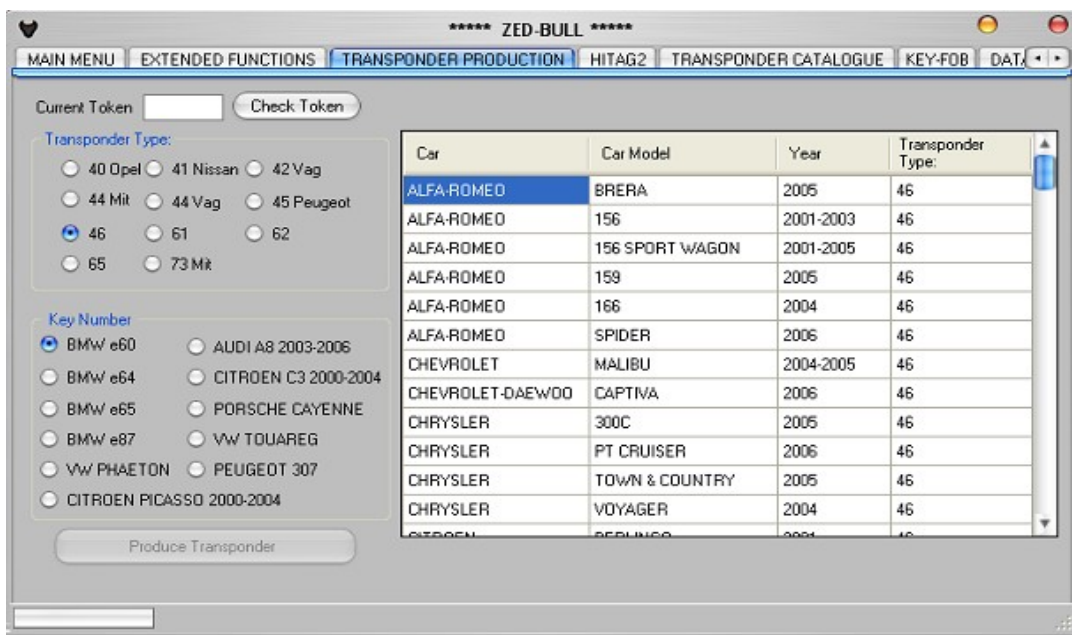 ***** ZED-BULL *****
MAIN MENU EXTENDED FUNCTIONS TRANSPONDER PRODUCTION HITAG2 TRANSPONDER CATALOGUE KEY-FOB
Current Token Check Token
Transponder Type:
40 Opel 41 Nissan 42 Vag
44 Mit 44 Vag 45 Peugeot
46 61 62
65 73 Mit
Key Number
BMW e60 AUDI A8 2003-2006
BMW e64 CITROEN C3 2000-2004
BMW e65 PORSCHE CAYENNE
BMW e87 VW TOUAREG
VW PHAETON PEUGEOT 307
CITROEN PICASSO 2000-2004
Produce Transponder
Car Car Model Year Transponder Type:
ALFA-ROMEO BRERA 2005 46
ALFA-ROMEO 156 2001-2003 46
ALFA-ROMEO 156 SPORT WAGON 2001-2005 46
ALFA-ROMEO 159 2005 46
ALFA-ROMEO 166 2004 46
ALFA-ROMEO SPIDER 2006 46
CHEVROLET MALIBU 2004-2005 46
CHEVROLET-DAEWOO CAPTIVA 2006 46
CHRYSLER 300C 2005 46
CHRYSLER PT CRUISER 2006 46
CHRYSLER TOWN & COUNTRY 2005 46
CHRYSLER VOYAGER 2004 46